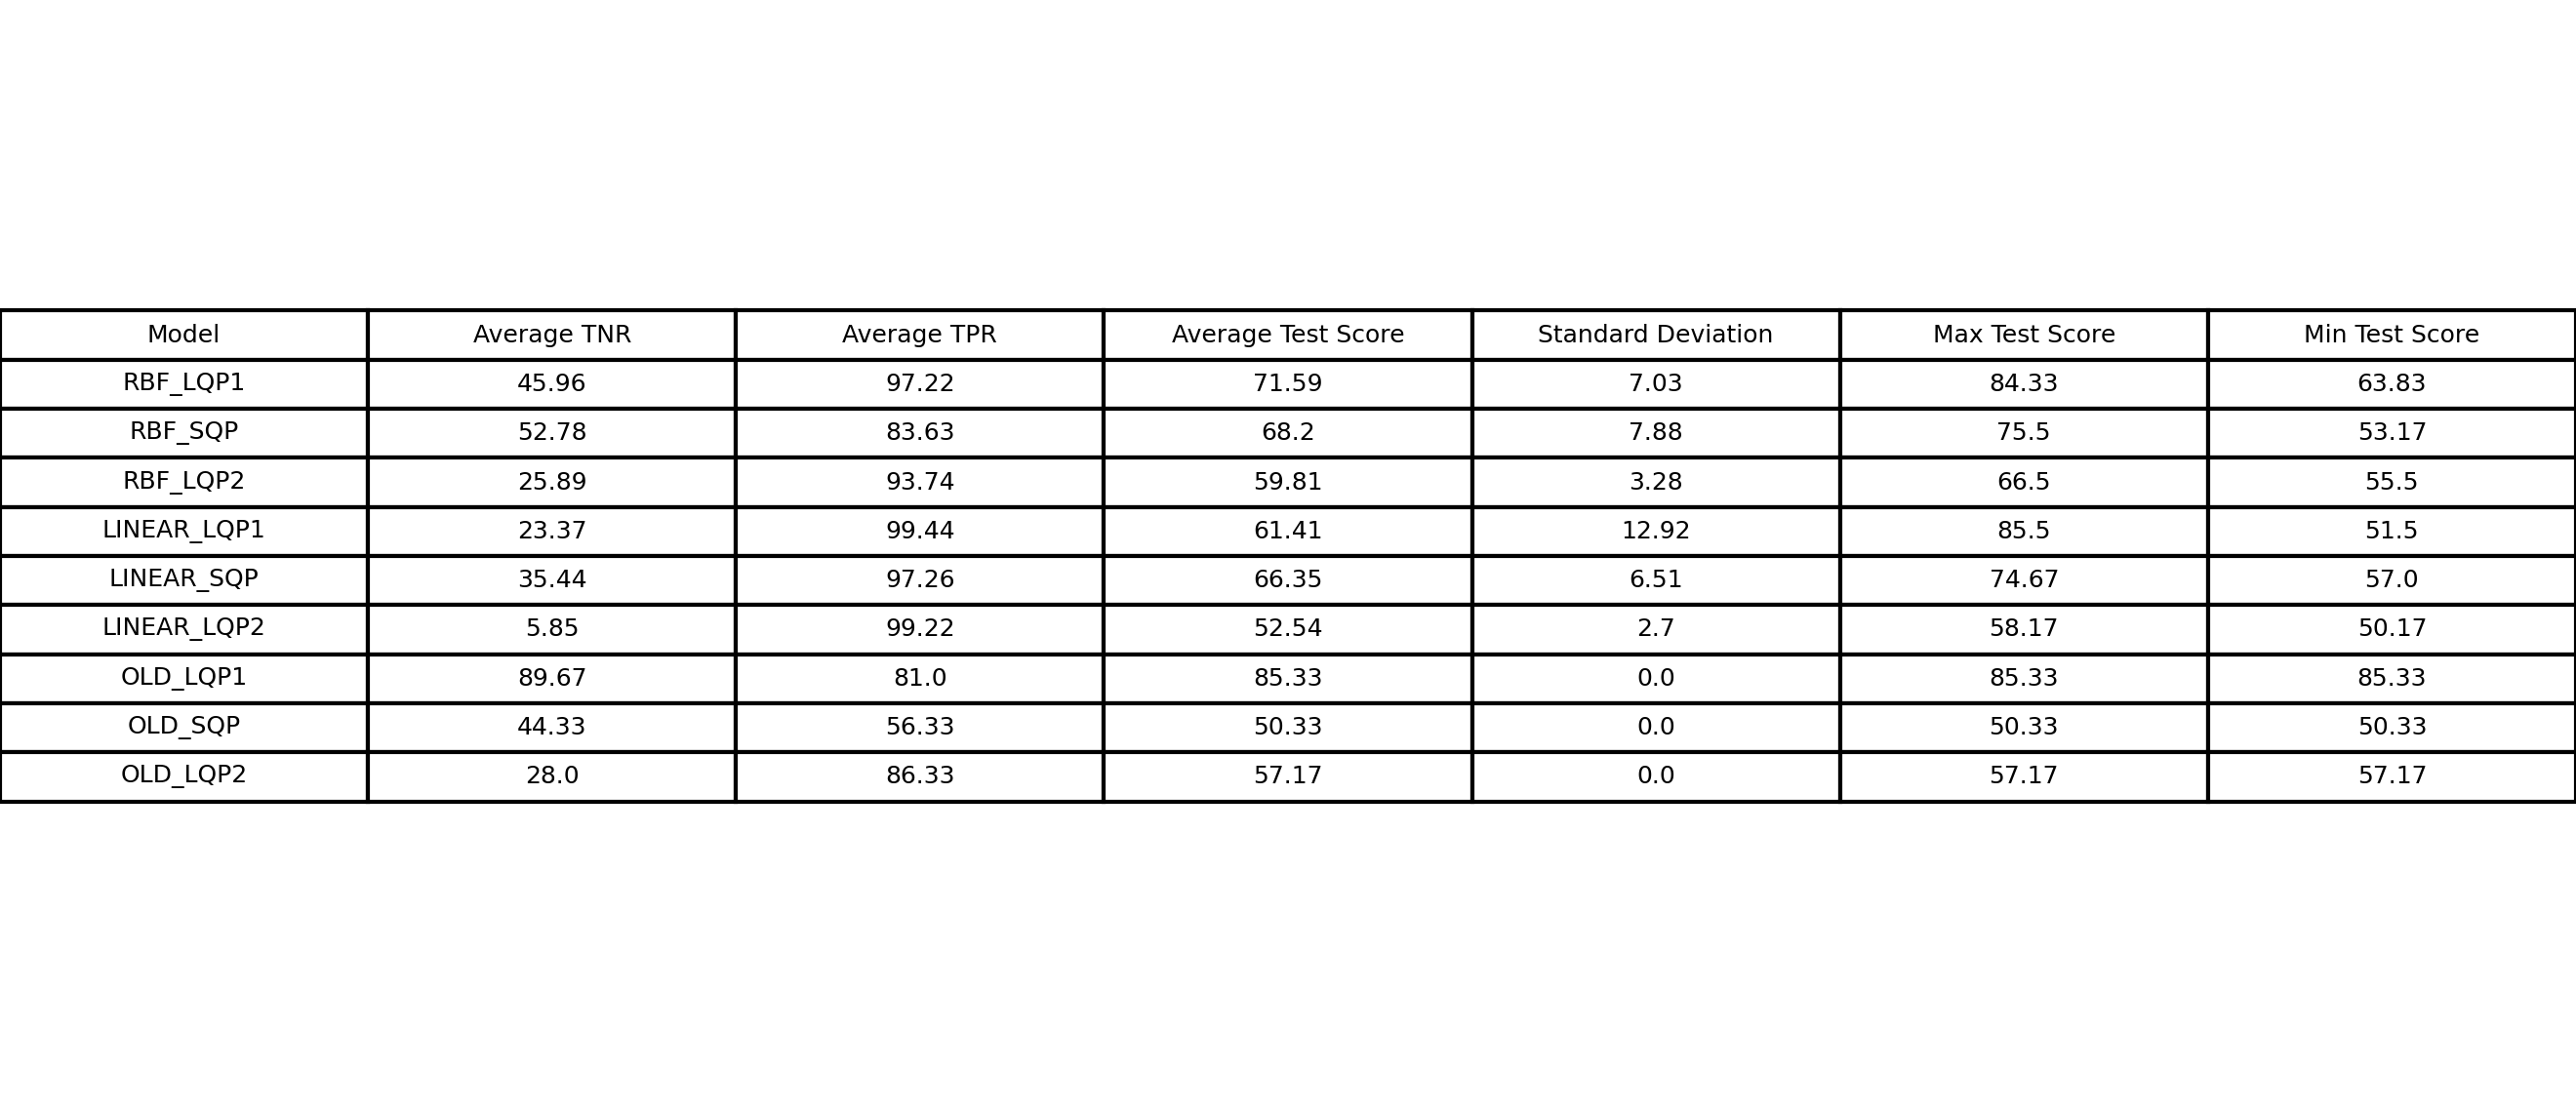 Model Average TNR Average TPR Average Test Score Standard Deviation Max Test Score Min Test Score
RBF_LQP1 45.96 97.22 71.59 7.03 84.33 63.83
RBF_SQP 52.78 83.63 68.2 7.88 75.5 53.17
RBF_LQP2 25.89 93.74 59.81 3.28 66.5 55.5
LINEAR_LQP1 23.37 99.44 61.41 12.92 85.5 51.5
LINEAR_SQP 35.44 97.26 66.35 6.51 74.67 57.0
LINEAR_LQP2 5.85 99.22 52.54 2.7 58.17 50.17
OLD_LQP1 89.67 81.0 85.33 0.0 85.33 85.33
OLD_SQP 44.33 56.33 50.33 0.0 50.33 50.33
OLD_LQP2 28.0 86.33 57.17 0.0 57.17 57.17